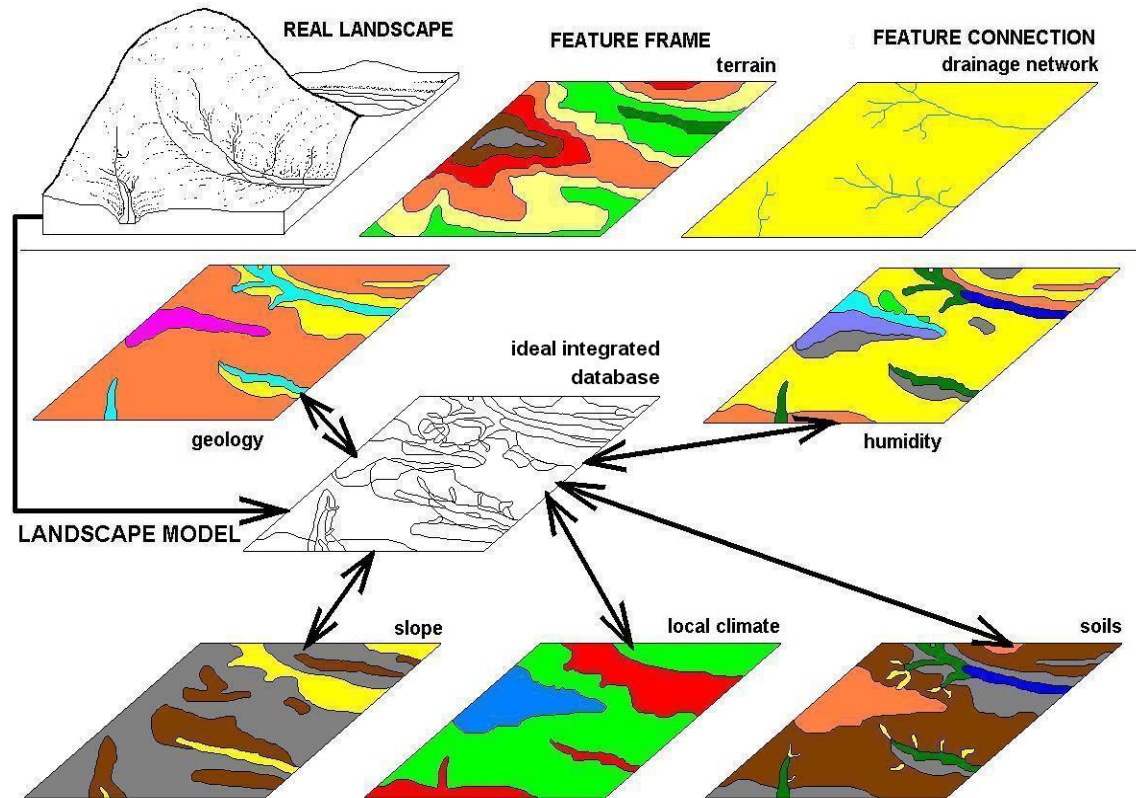 REAL LANDSCAPE
FEATURE FRAME
terrain
FEATURE CONNECTION
drainage network
geology
ideal integrated
database
humidity
LANDSCAPE MODEL
slope
local climate
soils